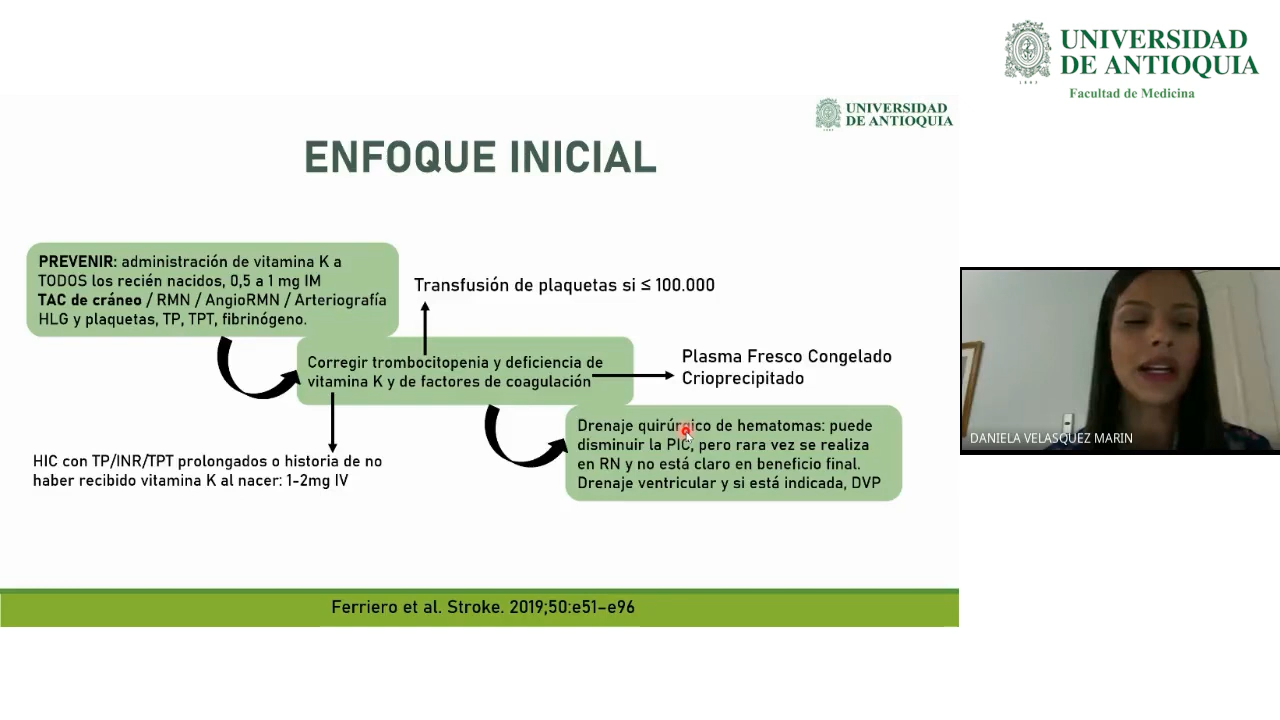 UNIVERSIDAD
DE ANTIOQUIA
1803
Facultad de Medicina
UNIVERSIDAD
DE ANTIOQUIA
ENFOQUE INICIAL
PREVENIR: administración de vitamina K a
TODOS los recién nacidos, 0,5 a 1 mg IM
TAC de cráneo / RMN / AngioRMN / Arteriografía
HLG y plaquetas, TP, TPT, fibrinógeno.
Transfusión de plaquetas si ≤ 100.000
Corregir trombocitopenia y deficiencia de
vitamina K y de factores de coagulación
Plasma Fresco Congelado
Crioprecipitado
Drenaje quirúrgico de hematomas: puede
disminuir la PIC, pero rara vez se realiza
en RN y no está claro en beneficio final.
Drenaje ventricular y si está indicada, DVP
HIC con TP/INR/TPT prolongados o historia de no
haber recibido vitamina K al nacer: 1-2mg IV
Ferriero et al. Stroke. 2019;50:e51–e96
DANIELA VELASQUEZ MARIN